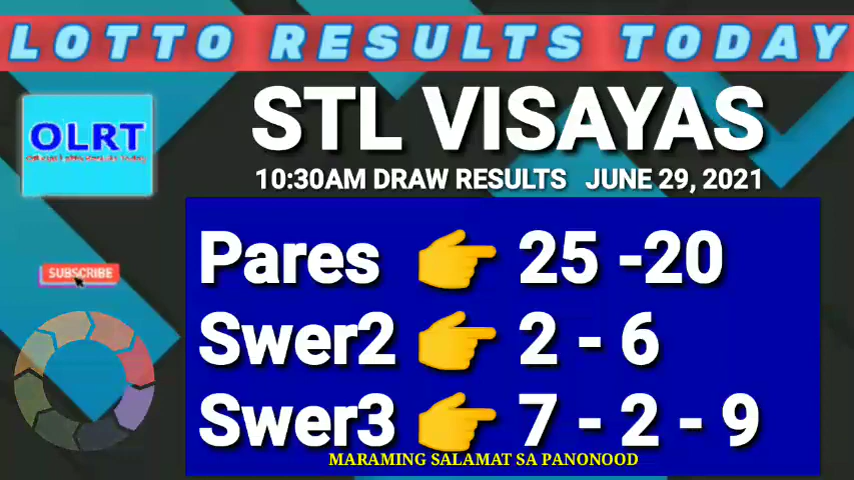 LOTTO RESULTS TODAY
OLRT
STL VISAYAS
10:30AM DRAW RESULTS JUNE 29, 2021
SUBSCRIBE
Pares 👉 25 -20
Swer2 👉 2 - 6
Swer3 👉 7 - 2 - 9
MARAMING SALAMAT SA PANONOOD